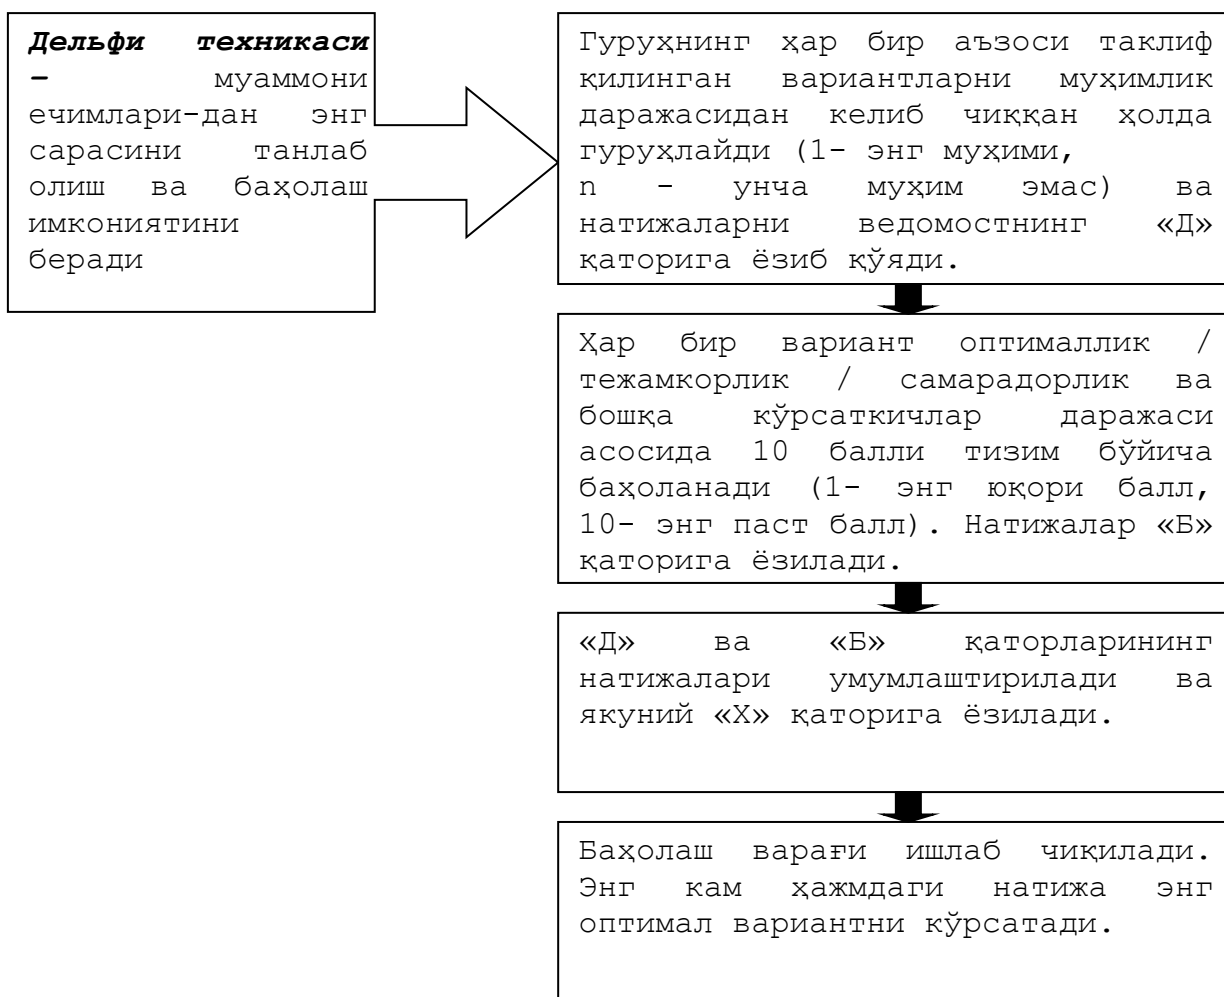 Дельфи техникаси
– муаммони
ечимлари-дан энг
сарасини танлаб
олиш ва баҳолаш
имкониятини
беради
Гуруҳнинг ҳар бир аъзоси таклиф
қилинган вариантларни муҳимлик
даражасидан келиб чиққан ҳолда
гуруҳлайди (1- энг муҳими,
n - унча муҳим эмас) ва
натижаларни ведомостнинг «Д»
қаторига ёзиб қўяди.
Ҳар бир вариант оптималлик /
тежамкорлик / самарадорлик ва
бошқа кўрсаткичлар даражаси
асосида 10 балли тизим бўйича
баҳоланади (1- энг юқори балл,
10- энг паст балл). Натижалар «Б»
қаторига ёзилади.
«Д» ва «Б» қаторларининг
натижалари умумлаштирилади ва
якуний «Х» қаторига ёзилади.
Баҳолаш варағи ишлаб чиқилади.
Энг кам ҳажмдаги натижа энг
оптимал вариантни кўрсатади.